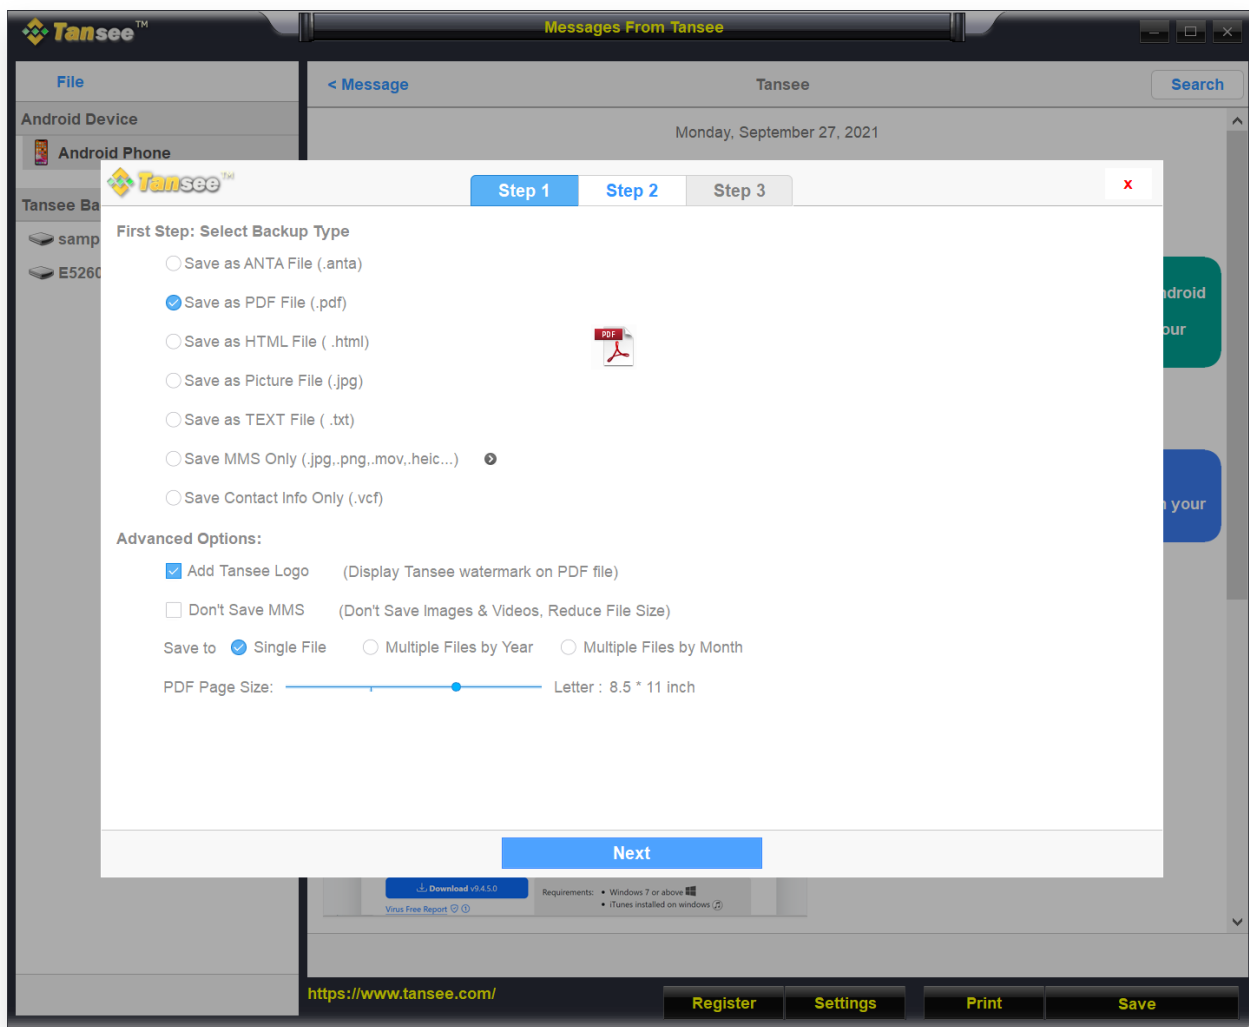 Tansee™
Messages From Tansee
File
< Message
Tansee
Search
Android Device
Monday, September 27, 2021
Android Phone
Tansee™
Step 1
Step 2
Step 3
x
Tansee Ba
First Step: Select Backup Type
samp
Save as ANTA File (.anta)
E5260
Save as PDF File (.pdf)
ndroid
PDF
our
Save as HTML File ( .html)
Save as Picture File (.jpg)
Save as TEXT File ( .txt)
Save MMS Only (.jpg,.png,.mov,.heic...)
Save Contact Info Only (.vcf)
your
Advanced Options:
Add Tansee Logo (Display Tansee watermark on PDF file)
Don't Save MMS (Don't Save Images & Videos, Reduce File Size)
Save to Single File Multiple Files by Year Multiple Files by Month
PDF Page Size: Letter : 8.5 * 11 inch
Next
Download v9.4.5.0
Requirements: • Windows 7 or above
Virus Free Report
• iTunes installed on windows
https://www.tansee.com/
Register
Settings
Print
Save